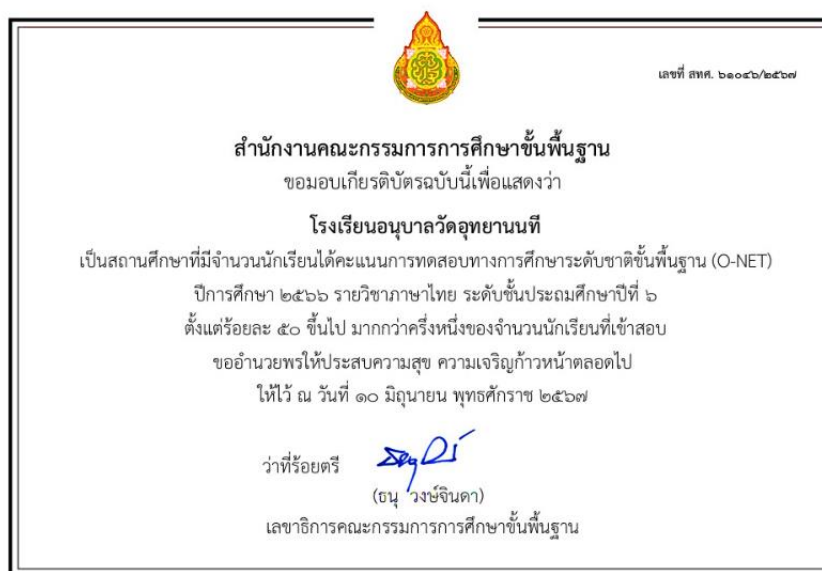 เลขที่ สทศ. ๖๑๐๔๖/๒๕๖๗
สำนักงานคณะกรรมการการศึกษาขั้นพื้นฐาน
ขอมอบเกียรติบัตรฉบับนี้เพื่อแสดงว่า
โรงเรียนอนุบาลวัดอุทยานนที
เป็นสถานศึกษาที่มีจำนวนนักเรียนได้คะแนนการทดสอบทางการศึกษาระดับชาติขั้นพื้นฐาน (O-NET)
ปีการศึกษา ๒๕๖๖ รายวิชาภาษาไทย ระดับชั้นประถมศึกษาปีที่ ๖
ตั้งแต่ร้อยละ ๕๐ ขึ้นไป มากกว่าครึ่งหนึ่งของจำนวนนักเรียนที่เข้าสอบ
ขออำนวยพรให้ประสบความสุข ความเจริญก้าวหน้าตลอดไป
ให้ไว้ ณ วันที่ ๑๐ มิถุนายน พุทธศักราช ๒๕๖๗
ว่าที่ร้อยตรี
(ธนุ วงษ์จินดา)
เลขาธิการคณะกรรมการการศึกษาขั้นพื้นฐาน